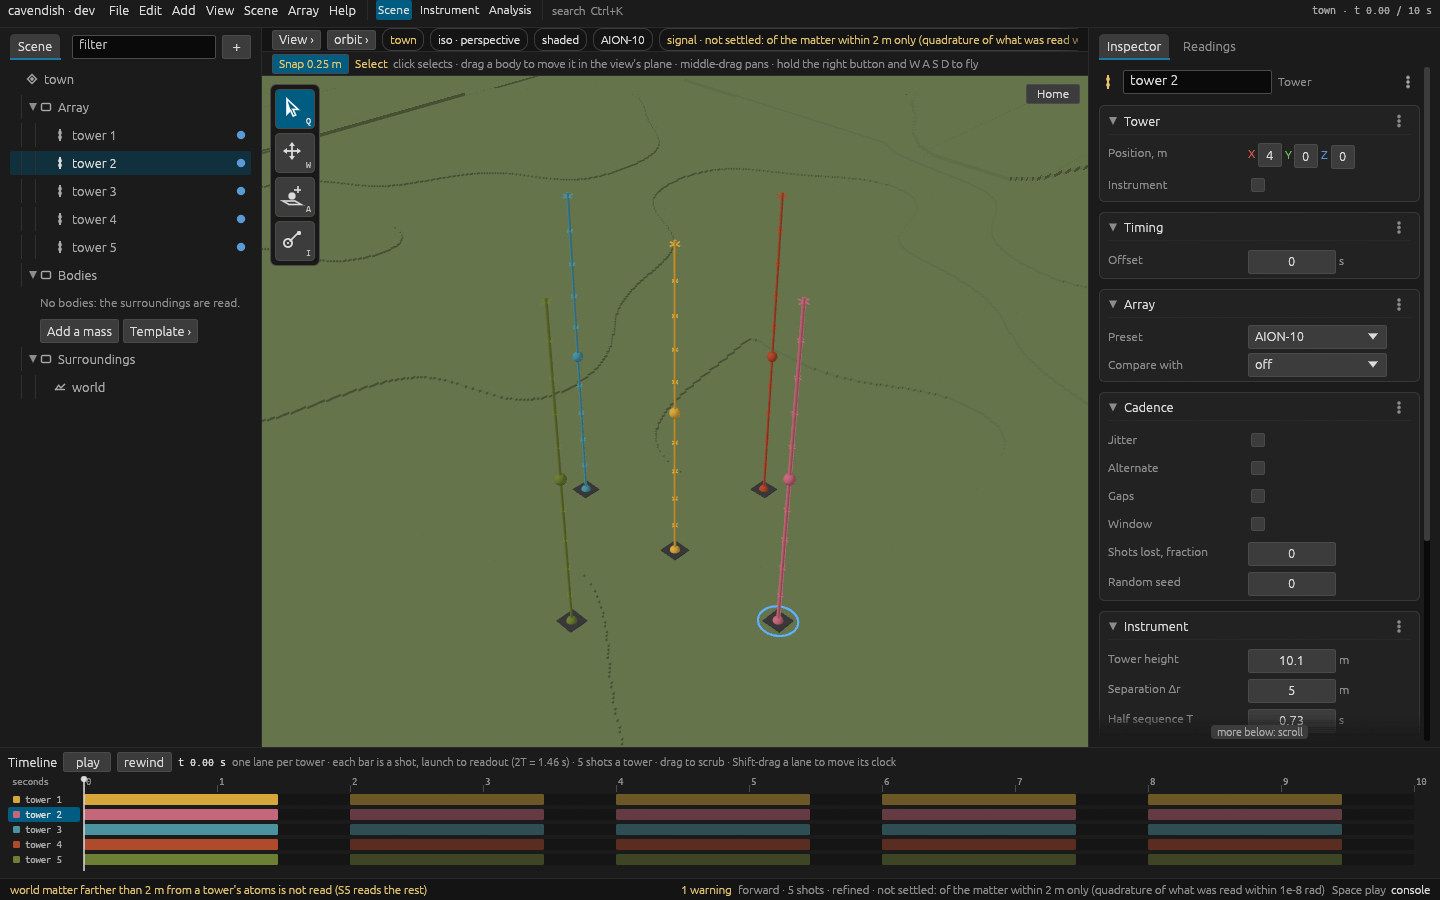 cavendish · dev File Edit Add View Scene Array Help Scene Instrument Analysis search Ctrl+K town · t 0.00 / 10 s
Scene filter +
town
Array
tower 1
tower 2
tower 3
tower 4
tower 5
Bodies
No bodies: the surroundings are read.
Add a mass Template ›
Surroundings
world
View › orbit › town iso · perspective shaded AION-10 signal · not settled: of the matter within 2 m only (quadrature of what was read
Snap 0.25 m Select click selects · drag a body to move it in the view's plane · middle-drag pans · hold the right button and W A S D to fly
Q
W
A
I
Home
Inspector Readings
tower 2 Tower
Tower
Position, m X 4 Y 0 Z 0
Instrument
Timing
Offset 0 s
Array
Preset AION-10
Compare with off
Cadence
Jitter
Alternate
Gaps
Window
Shots lost, fraction 0
Random seed 0
Instrument
Tower height 10.1 m
Separation Δr 5 m
Half sequence T 0.73 s
more below: scroll
Timeline play rewind t 0.00 s one lane per tower · each bar is a shot, launch to readout (2T = 1.46 s) · 5 shots a tower · drag to scrub · Shift-drag a lane to move its clock
seconds 0 1 2 3 4 5 6 7 8 9 10
tower 1
tower 2
tower 3
tower 4
tower 5
world matter farther than 2 m from a tower's atoms is not read (S5 reads the rest) 1 warning forward · 5 shots · refined · not settled: of the matter within 2 m only (quadrature of what was read within 1e-8 rad) Space play console